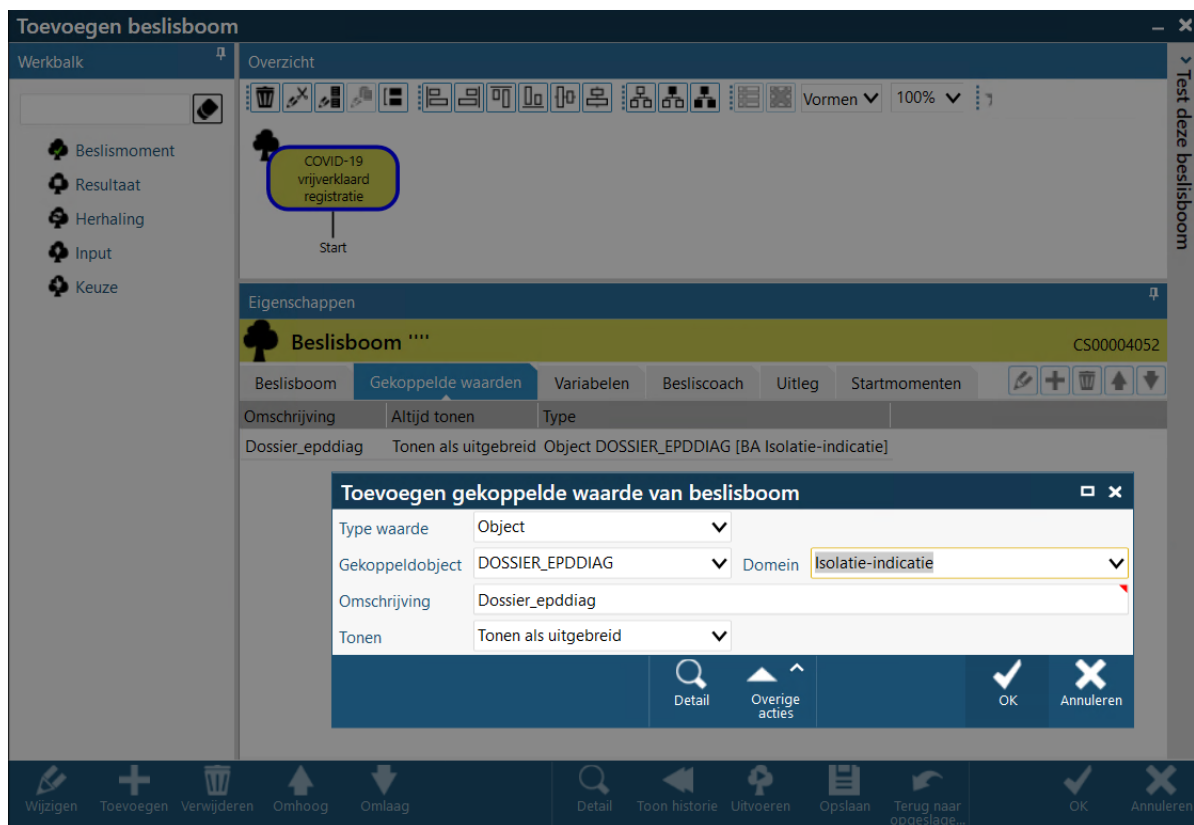 Toevoegen beslisboom
Werkbalk
Beslismoment
Resultaat
Herhaling
Input
Keuze
Overzicht
Vormen 100%
COVID-19
vrijverklaard
registratie
Start
Test deze beslisboom
Eigenschappen
Beslisboom '''' CS00004052
Beslisboom Gekoppelde waarden Variabelen Besliscoach Uitleg Startmomenten
Omschrijving Altijd tonen Type
Dossier_epddiag Tonen als uitgebreid Object DOSSIER_EPDDIAG [BA Isolatie-indicatie]
Toevoegen gekoppelde waarde van beslisboom
Type waarde Object
Gekoppeldobject DOSSIER_EPDDIAG Domein Isolatie-indicatie
Omschrijving Dossier_epddiag
Tonen Tonen als uitgebreid
Detail Overige acties OK Annuleren
Wijzigen Toevoegen Verwijderen Omhoog Omlaag Detail Toon historie Uitvoeren Opslaan Terug naar opgeslage... OK Annuleren